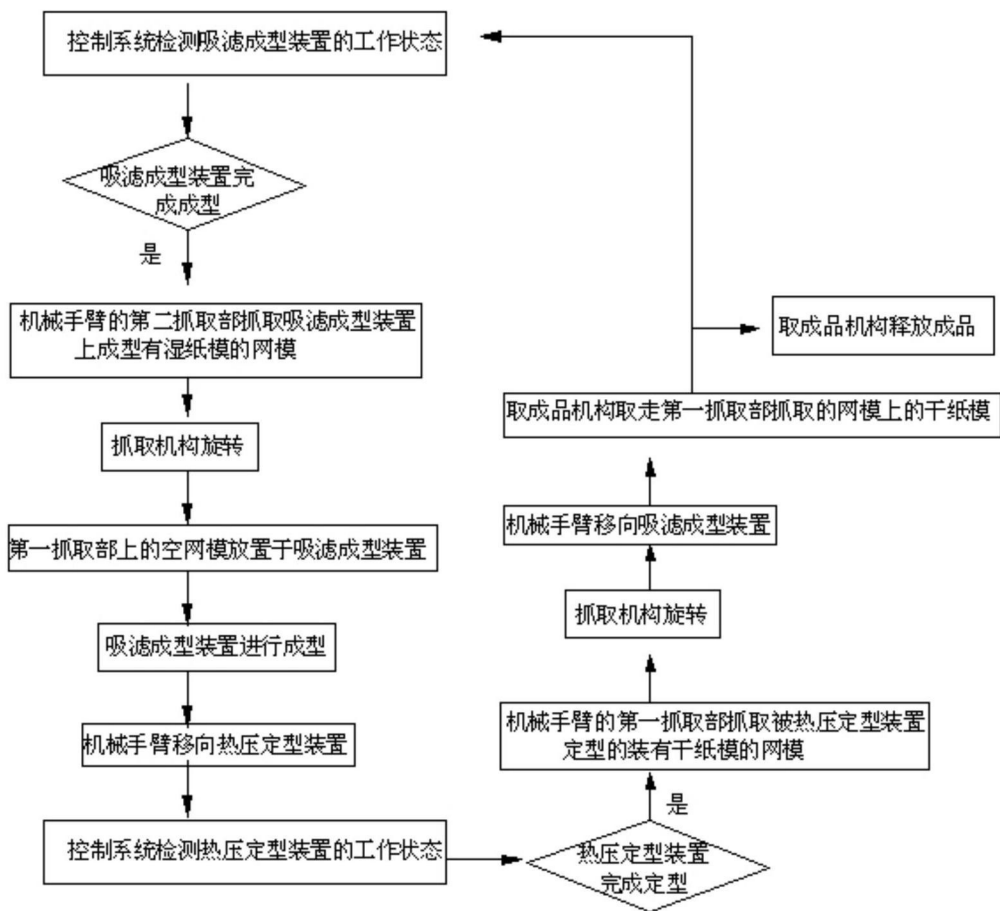 控制系统检测吸滤成型装置的工作状态
吸滤成型装置完
成成型
是
机械手臂的第二抓取部抓取吸滤成型装置
上成型有湿纸模的网模
抓取机构旋转
第一抓取部上的空网模放置于吸滤成型装置
吸滤成型装置进行成型
机械手臂移向热压定型装置
控制系统检测热压定型装置的工作状态
热压定型装置
完成定型
是
机械手臂的第一抓取部抓取被热压定型装置
定型的装有干纸模的网模
抓取机构旋转
机械手臂移向吸滤成型装置
取成品机构取走第一抓取部抓取的网模上的干纸模
取成品机构释放成品